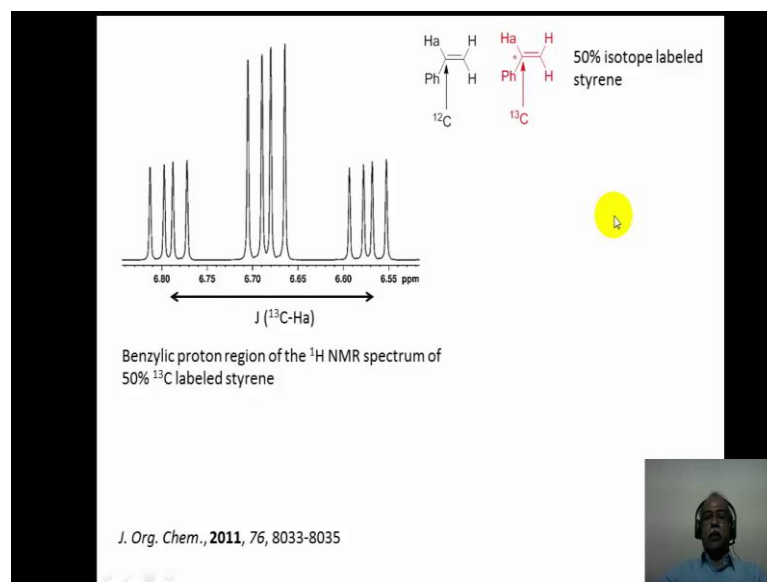 Ha H Ha H
Ph H Ph * H
50% isotope labeled
styrene
¹²C ¹³C
6.80 6.75 6.70 6.65 6.60 6.55 ppm
J (¹³C-Ha)
Benzylic proton region of the ¹H NMR spectrum of
50% ¹³C labeled styrene
J. Org. Chem., 2011, 76, 8033-8035